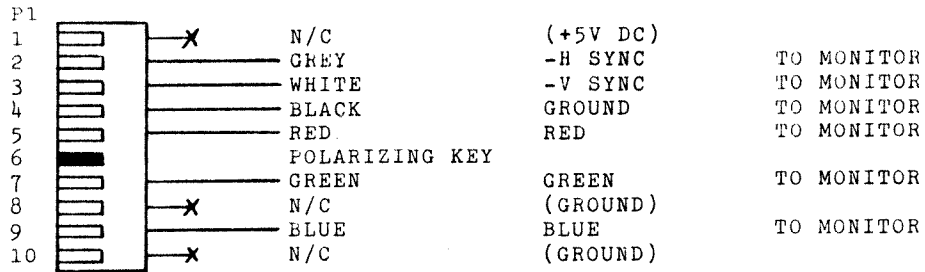 P1
1 N/C (+5V DC)
2 GREY -H SYNC TO MONITOR
3 WHITE -V SYNC TO MONITOR
4 BLACK GROUND TO MONITOR
5 RED RED TO MONITOR
6 POLARIZING KEY
7 GREEN GREEN TO MONITOR
8 N/C (GROUND)
9 BLUE BLUE TO MONITOR
10 N/C (GROUND)